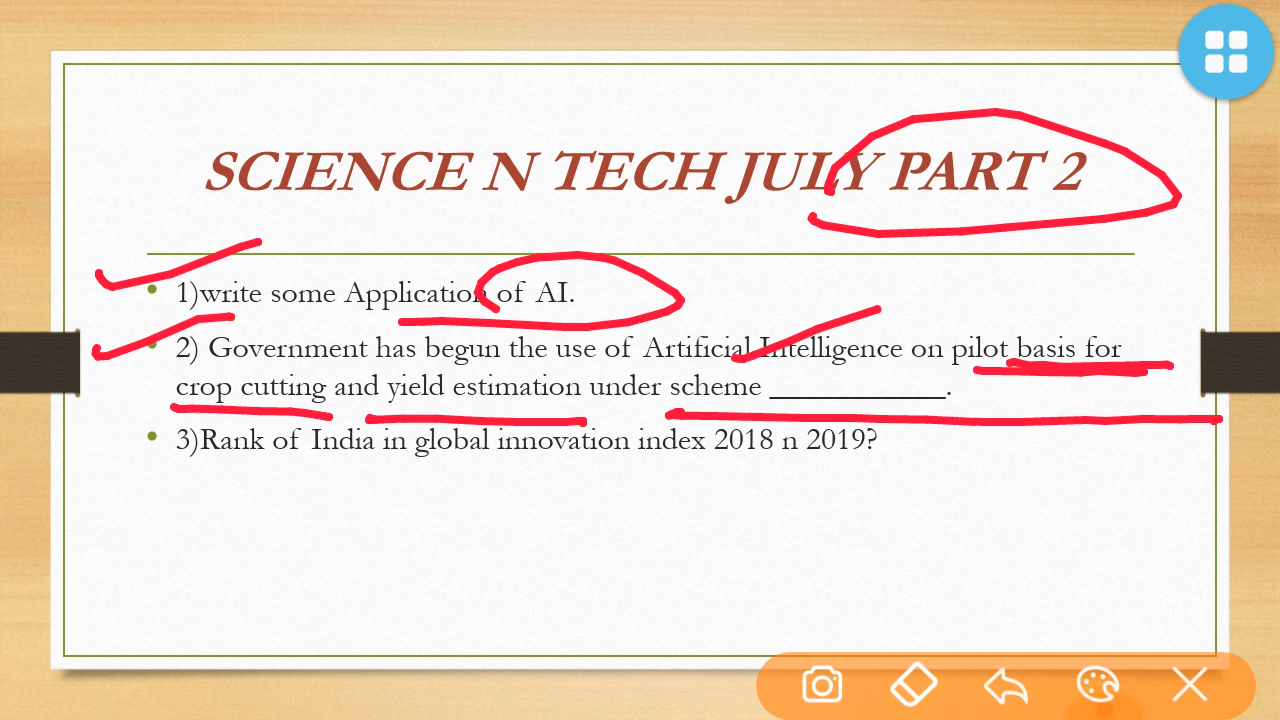 SCIENCE N TECH JULY PART 2
1)write some Application of AI.
2) Government has begun the use of Artificial Intelligence on pilot basis for
crop cutting and yield estimation under scheme ____________.
3)Rank of India in global innovation index 2018 n 2019?